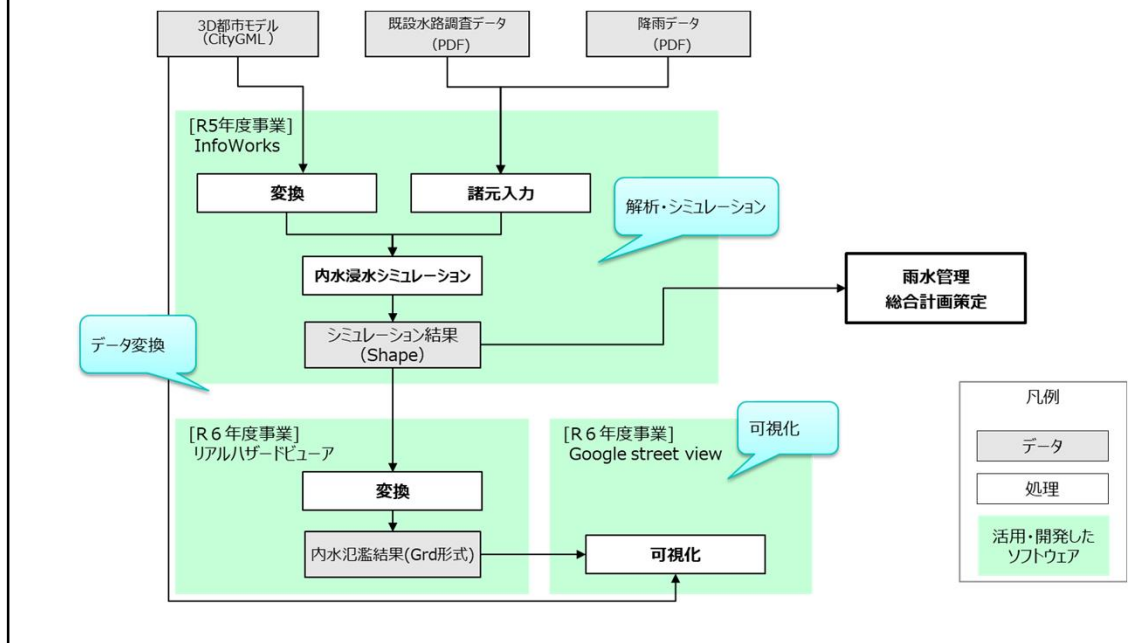 3D都市モデル
（CityGML）
既設水路調査データ
（PDF）
降雨データ
（PDF）
[R5年度事業]
InfoWorks
変換
諸元入力
解析・シミュレーション
内水浸水シミュレーション
雨水管理
総合計画策定
シミュレーション結果
（Shape）
データ変換
凡例
データ
処理
活用・開発した
ソフトウェア
[R６年度事業]
リアルハザードビューア
変換
内水氾濫結果(Grd形式)
[R６年度事業]
Google street view
可視化
可視化